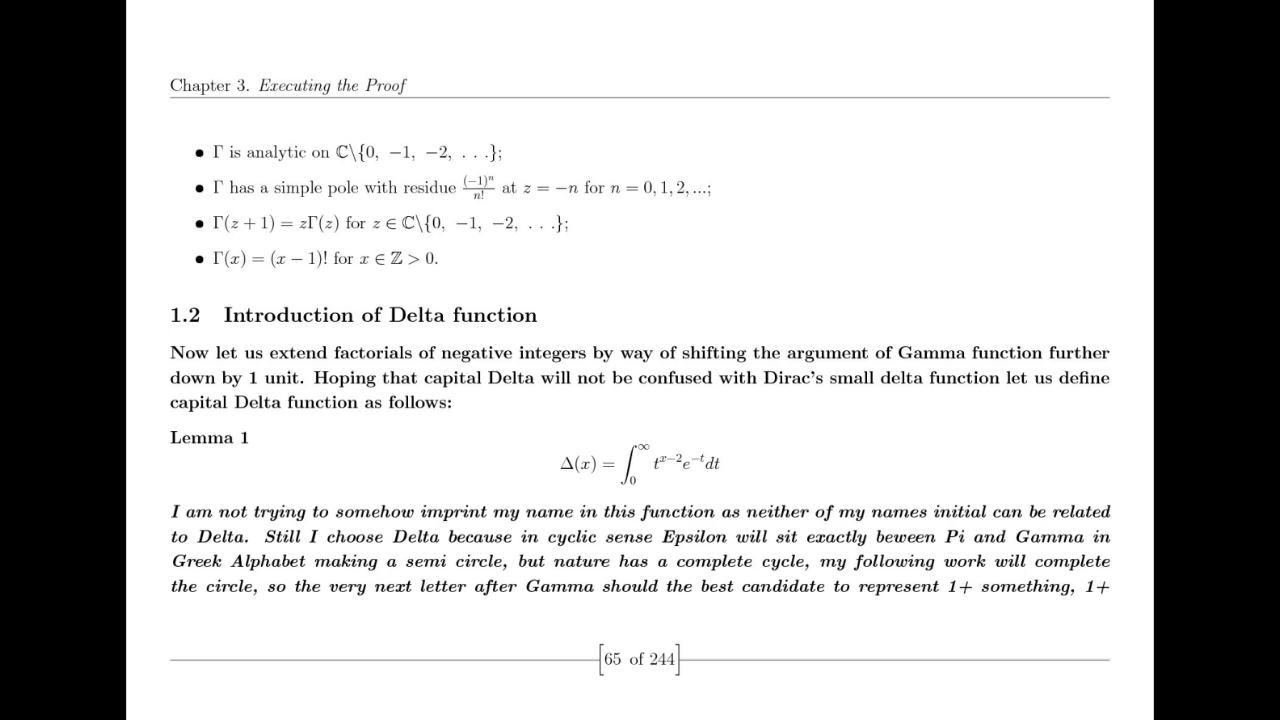 Chapter 3. Executing the Proof
• Γ is analytic on ℂ\{0, −1, −2, . . .};
• Γ has a simple pole with residue (−1)ⁿ/n! at z = −n for n = 0, 1, 2, ...;
• Γ(z + 1) = zΓ(z) for z ∈ ℂ\{0, −1, −2, . . .};
• Γ(x) = (x − 1)! for x ∈ ℤ > 0.
1.2 Introduction of Delta function
Now let us extend factorials of negative integers by way of shifting the argument of Gamma function further
down by 1 unit. Hoping that capital Delta will not be confused with Dirac's small delta function let us define
capital Delta function as follows:
Lemma 1
Δ(x) = ∫₀^∞ t^{x−2}e^{−t}dt
I am not trying to somehow imprint my name in this function as neither of my names initial can be related
to Delta. Still I choose Delta because in cyclic sense Epsilon will sit exactly beween Pi and Gamma in
Greek Alphabet making a semi circle, but nature has a complete cycle, my following work will complete
the circle, so the very next letter after Gamma should the best candidate to represent 1+ something, 1+
65 of 244